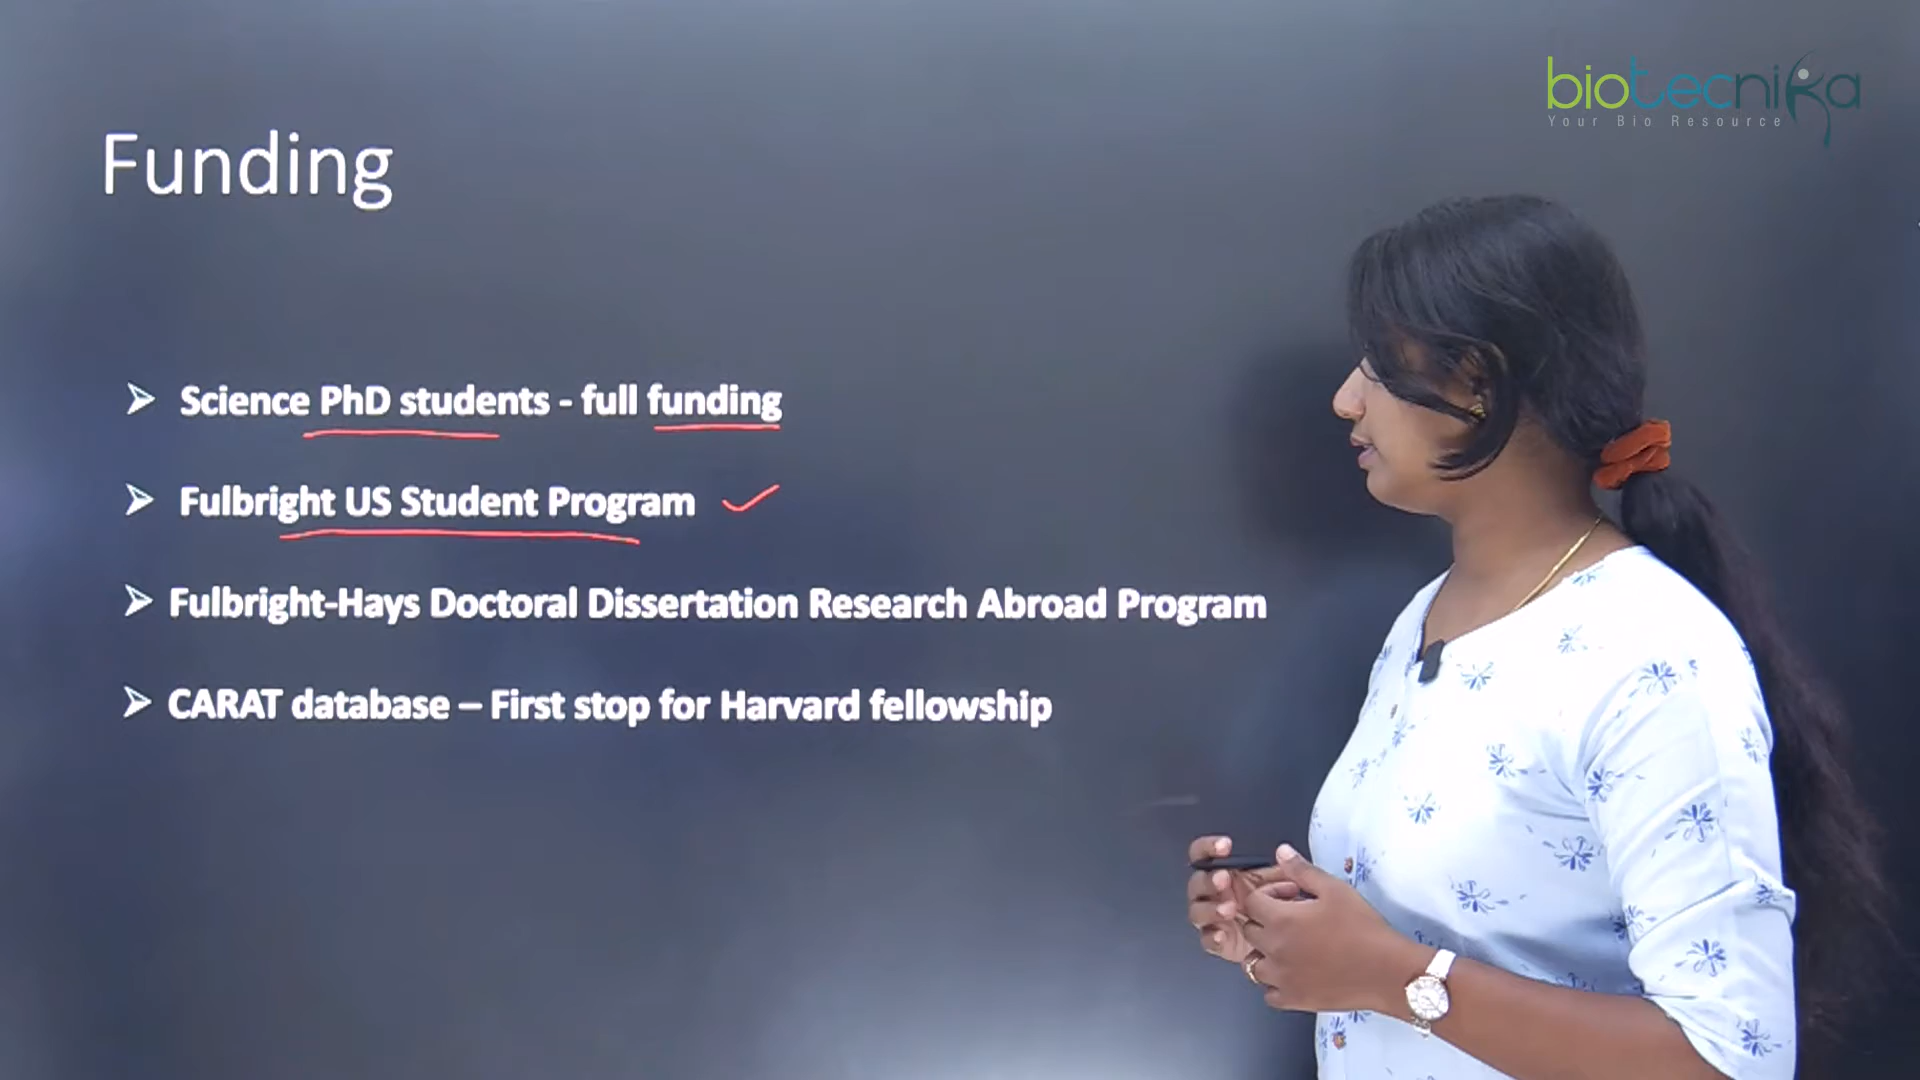 biotecnika
Your Bio Resource
Funding
Science PhD students - full funding
Fulbright US Student Program
Fulbright-Hays Doctoral Dissertation Research Abroad Program
CARAT database – First stop for Harvard fellowship